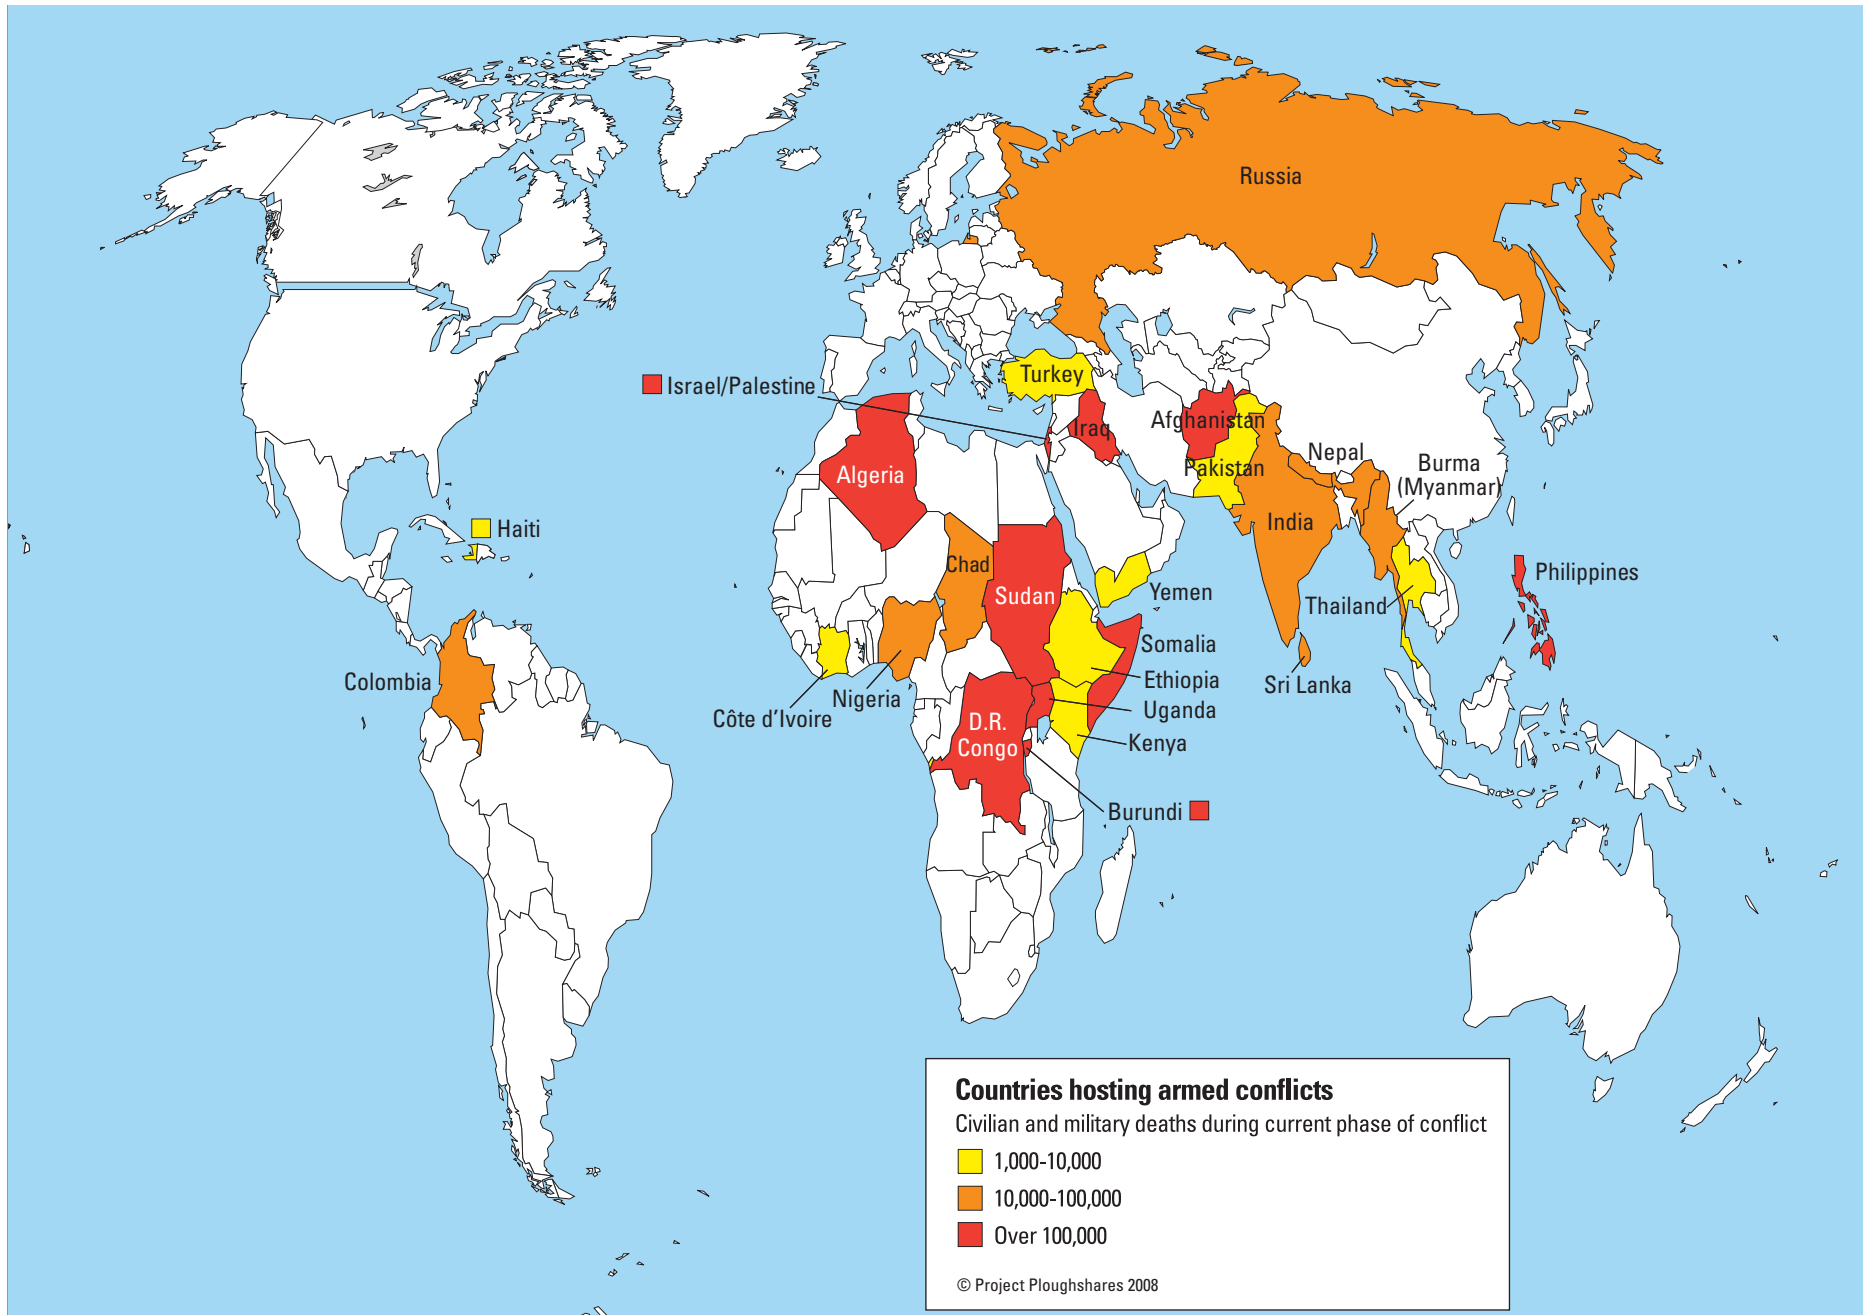 Russia
Turkey
Israel/Palestine
Iraq
Afghanistan
Pakistan
Nepal
Burma
(Myanmar)
Algeria
Haiti
India
Chad
Sudan
Yemen
Thailand
Philippines
Somalia
Colombia
Ethiopia
Sri Lanka
Nigeria
Côte d'Ivoire
Uganda
D.R.
Congo
Kenya
Burundi
Countries hosting armed conflicts
Civilian and military deaths during current phase of conflict
1,000-10,000
10,000-100,000
Over 100,000
© Project Ploughshares 2008